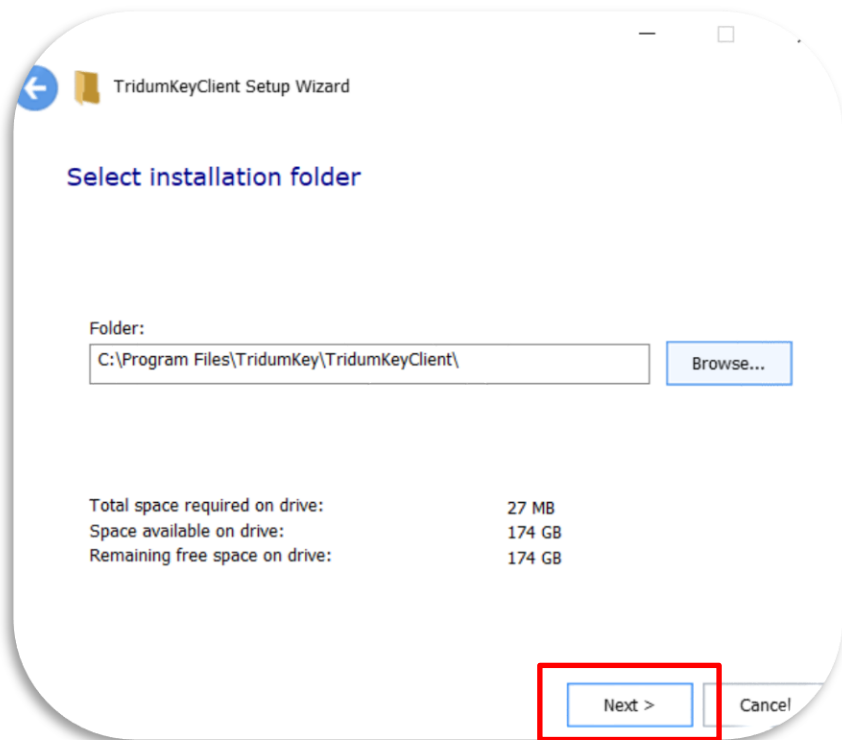 TridumKeyClient Setup Wizard
Select installation folder
Folder:
C:\Program Files\TridumKey\TridumKeyClient\
Browse...
Total space required on drive: 27 MB
Space available on drive: 174 GB
Remaining free space on drive: 174 GB
Next >
Cancel